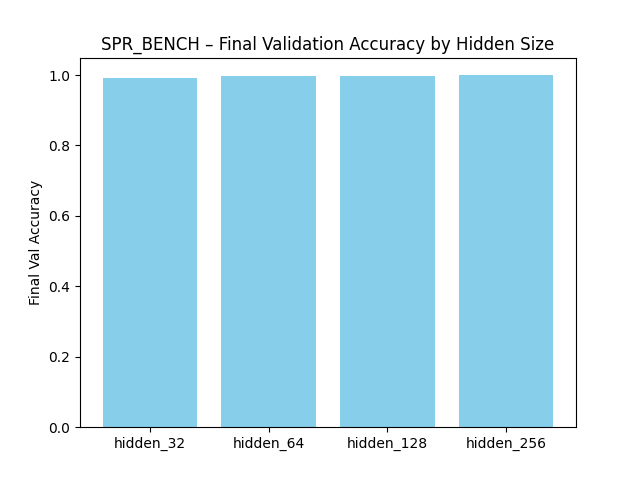 SPR_BENCH – Final Validation Accuracy by Hidden Size
Final Val Accuracy
1.0
0.8
0.6
0.4
0.2
0.0
hidden_32 hidden_64 hidden_128 hidden_256